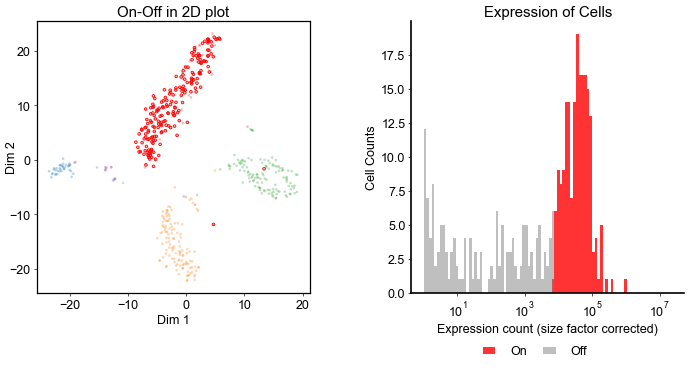 On-Off in 2D plot
Dim 2
20
10
0
−10
−20
−20 −10 0 10 20
Dim 1
Expression of Cells
Cell Counts
17.5
15.0
12.5
10.0
7.5
5.0
2.5
0.0
10^1 10^3 10^5 10^7
Expression count (size factor corrected)
On Off